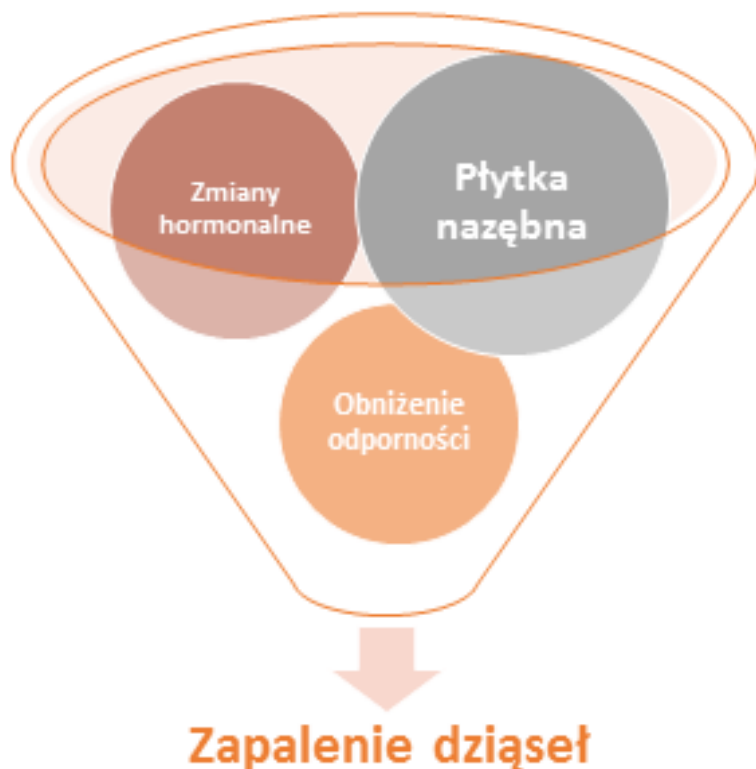 Zmiany
hormonalne
Płytka
nazębna
Obniżenie
odporności
Zapalenie dziąseł